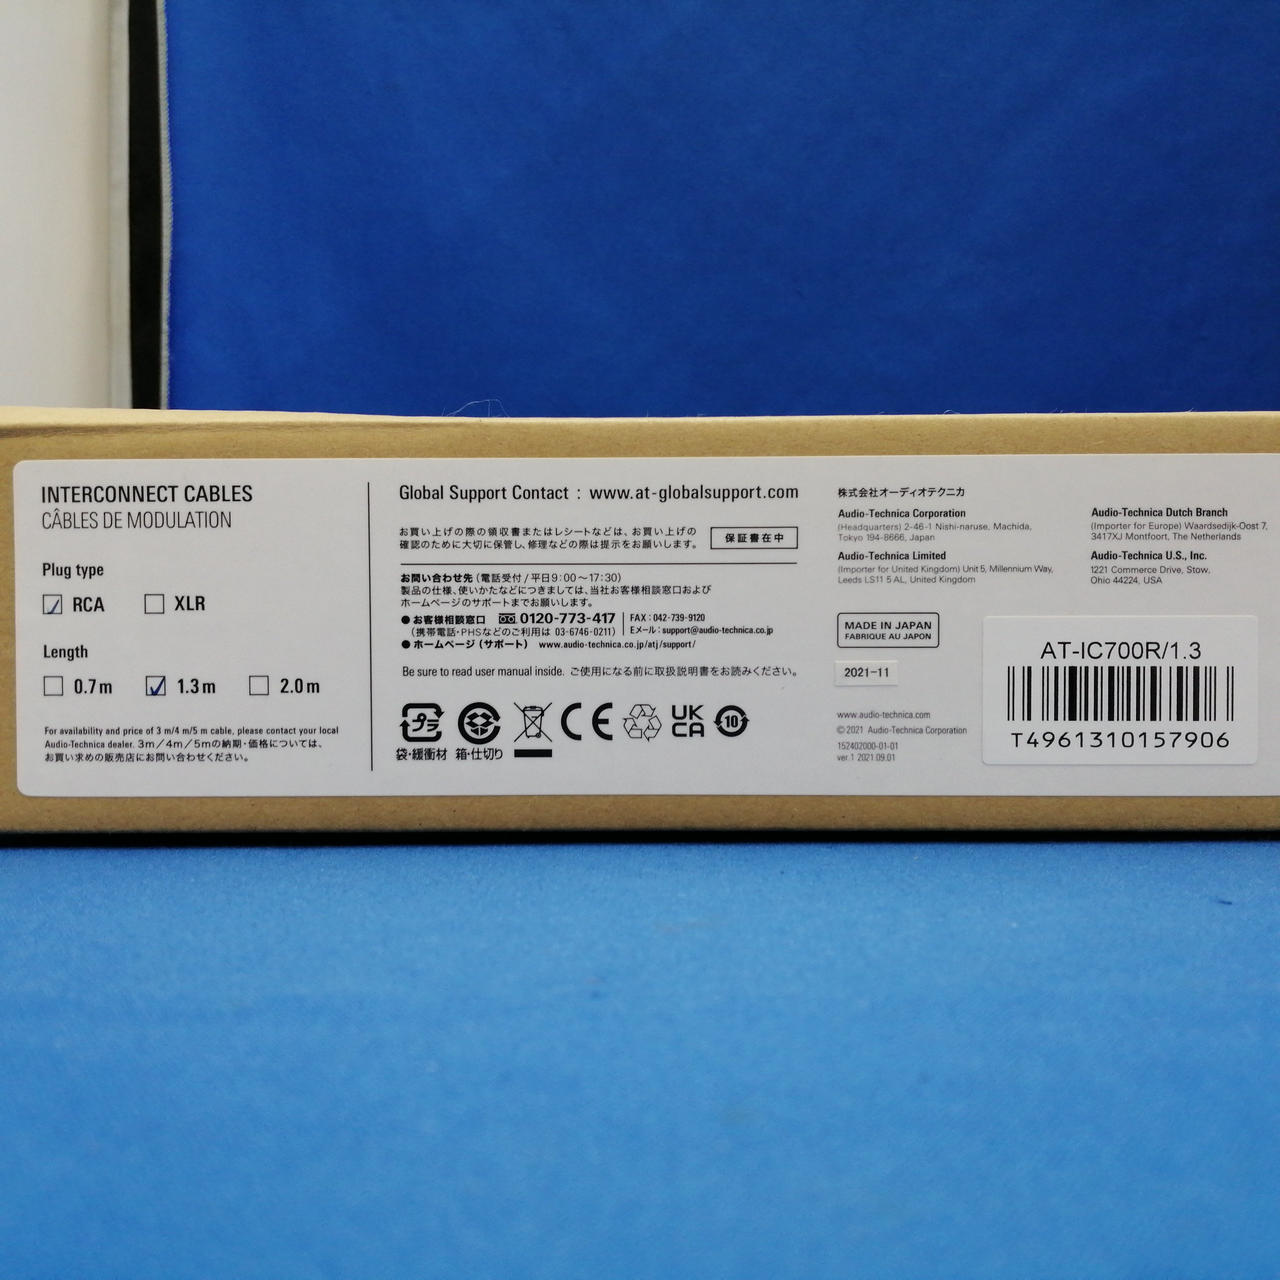 INTERCONNECT CABLES
CÂBLES DE MODULATION
Plug type
RCA
XLR
Length
0.7 m
1.3 m
2.0 m
For availability and price of 3 m/4 m/5 m cable, please contact your local
Audio-Technica dealer. 3m／4m／5mの納期・価格については、
お買い求めの販売店にお問い合わせください。
Global Support Contact : www.at-globalsupport.com
お買い上げの際の領収書またはレシートなどは、お買い上げの
確認のために大切に保管し、修理などの際は提示をお願いします。
保証書在中
お問い合わせ先（電話受付／平日9:00～17:30）
製品の仕様、使いかたなどにつきましては、当社お客様相談窓口および
ホームページのサポートまでお願いします。
●お客様相談窓口 0120-773-417
FAX : 042-739-9120
（携帯電話・PHSなどのご利用は 03-6746-0211）
Eメール : support@audio-technica.co.jp
●ホームページ（サポート） www.audio-technica.co.jp/atj/support/
Be sure to read user manual inside. ご使用になる前に取扱説明書をお読みください。
プラ
袋・緩衝材
箱・仕切り
CE
UK
CA
10
株式会社オーディオテクニカ
Audio-Technica Corporation
(Headquarters) 2-46-1 Nishi-naruse, Machida,
Tokyo 194-8666, Japan
Audio-Technica Limited
(Importer for United Kingdom) Unit 5, Millennium Way,
Leeds LS11 5 AL, United Kingdom
Audio-Technica Dutch Branch
(Importer for Europe) Waardsedijk-Oost 7,
3417XJ Montfoort, The Netherlands
Audio-Technica U.S., Inc.
1221 Commerce Drive, Stow,
Ohio 44224, USA
MADE IN JAPAN
FABRIQUE AU JAPON
2021-11
www.audio-technica.com
©2021 Audio-Technica Corporation
152402000-01-01
ver.1 2021.09.01
AT-IC700R/1.3
T4961310157906